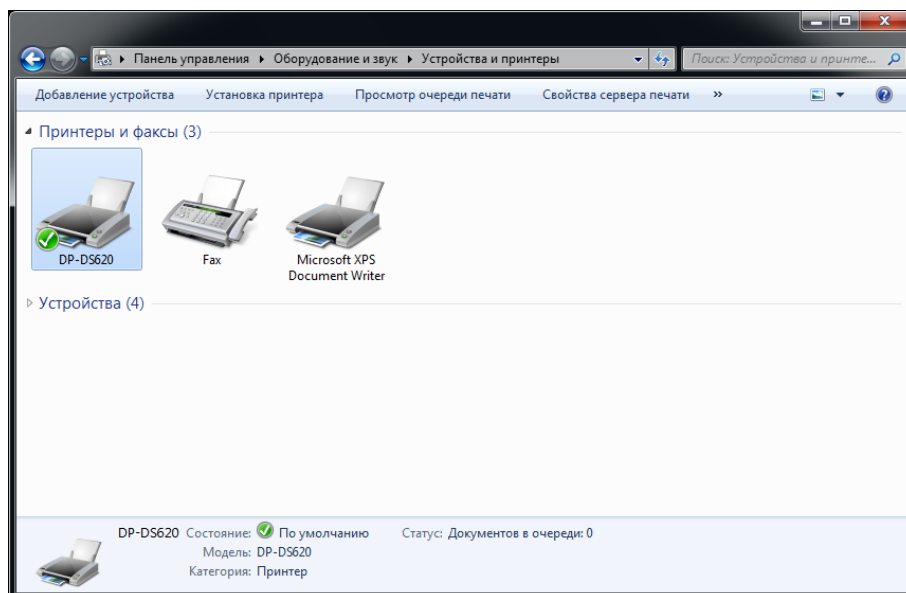 Панель управления Оборудование и звук Устройства и принтеры Поиск: Устройства и принте...
Добавление устройства Установка принтера Просмотр очереди печати Свойства сервера печати »
Принтеры и факсы (3)
DP-DS620
Fax
Microsoft XPS
Document Writer
Устройства (4)
DP-DS620 Состояние: По умолчанию Статус: Документов в очереди: 0
Модель: DP-DS620
Категория: Принтер